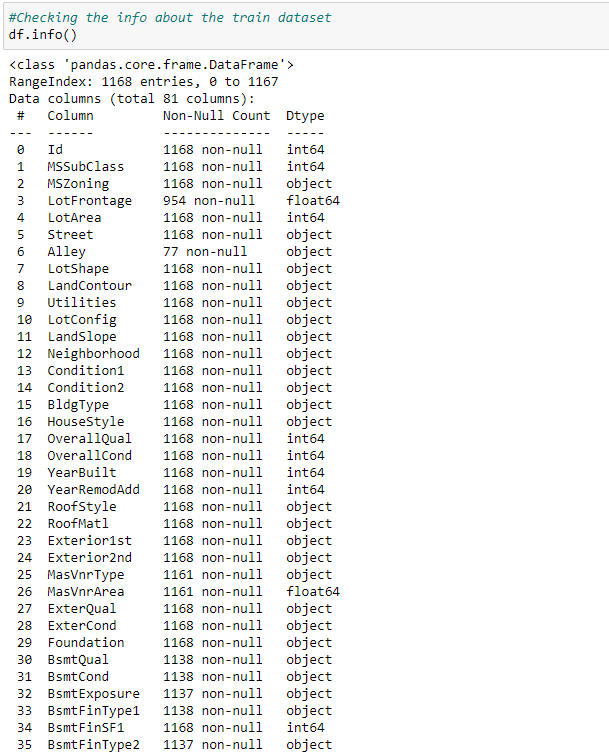 #Checking the info about the train dataset
df.info()
<class 'pandas.core.frame.DataFrame'>
RangeIndex: 1168 entries, 0 to 1167
Data columns (total 81 columns):
 #   Column         Non-Null Count  Dtype
---  ------         --------------  -----
 0   Id             1168 non-null   int64
 1   MSSubClass     1168 non-null   int64
 2   MSZoning       1168 non-null   object
 3   LotFrontage    954 non-null    float64
 4   LotArea        1168 non-null   int64
 5   Street         1168 non-null   object
 6   Alley          77 non-null     object
 7   LotShape       1168 non-null   object
 8   LandContour    1168 non-null   object
 9   Utilities      1168 non-null   object
 10  LotConfig      1168 non-null   object
 11  LandSlope      1168 non-null   object
 12  Neighborhood   1168 non-null   object
 13  Condition1     1168 non-null   object
 14  Condition2     1168 non-null   object
 15  BldgType       1168 non-null   object
 16  HouseStyle     1168 non-null   object
 17  OverallQual    1168 non-null   int64
 18  OverallCond    1168 non-null   int64
 19  YearBuilt      1168 non-null   int64
 20  YearRemodAdd   1168 non-null   int64
 21  RoofStyle      1168 non-null   object
 22  RoofMatl       1168 non-null   object
 23  Exterior1st    1168 non-null   object
 24  Exterior2nd    1168 non-null   object
 25  MasVnrType     1161 non-null   object
 26  MasVnrArea     1161 non-null   float64
 27  ExterQual      1168 non-null   object
 28  ExterCond      1168 non-null   object
 29  Foundation     1168 non-null   object
 30  BsmtQual       1138 non-null   object
 31  BsmtCond       1138 non-null   object
 32  BsmtExposure   1137 non-null   object
 33  BsmtFinType1   1138 non-null   object
 34  BsmtFinSF1     1168 non-null   int64
 35  BsmtFinType2   1137 non-null   object